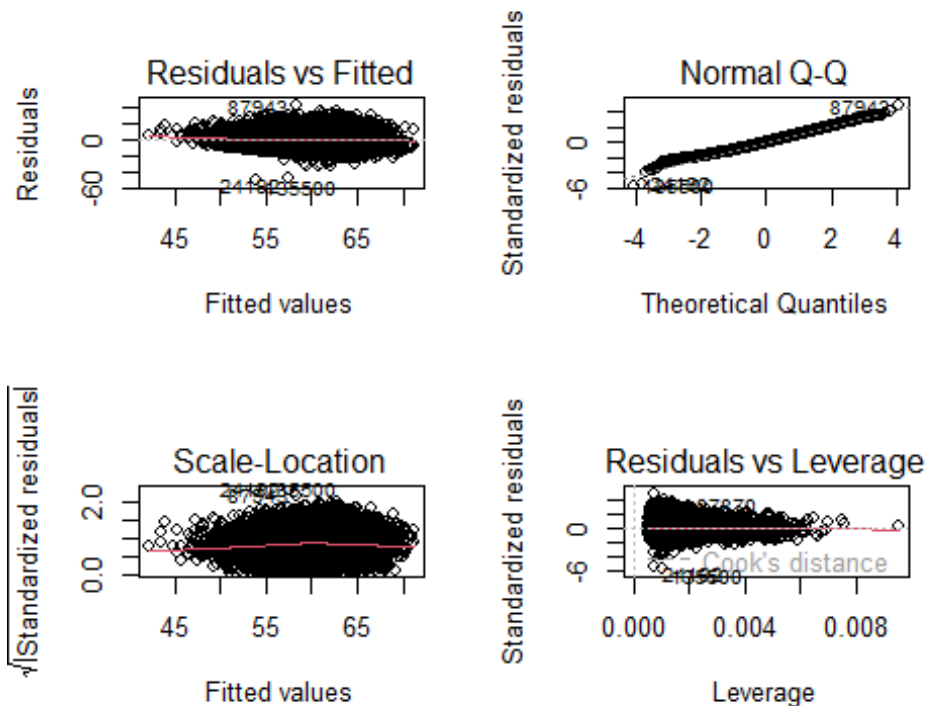 Residuals vs Fitted
Residuals
0
-60
87943
45 55 65
Fitted values
Normal Q-Q
Standardized residuals
0
-6
87943
-4 -2 0 2 4
Theoretical Quantiles
Scale-Location
√|Standardized residuals|
2.0
0.0
45 55 65
Fitted values
Residuals vs Leverage
Standardized residuals
0
-6
Cook's distance
0.000 0.004 0.008
Leverage